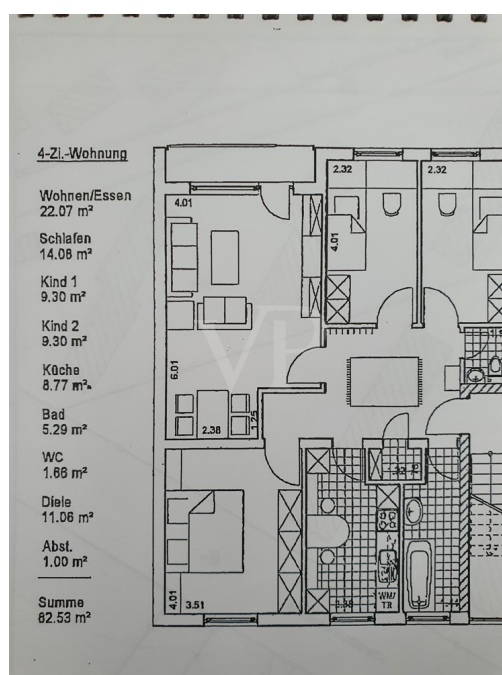 4-Zi.-Wohnung
Wohnen/Essen
22.07 m²
Schlafen
14.08 m²
Kind 1
9.30 m²
Kind 2
9.30 m²
Küche
8.77 m²
Bad
5.29 m²
WC
1.66 m²
Diele
11.06 m²
Abst.
1.00 m²
Summe
82.53 m²
4.01
2.32
2.32
4.01
6.01
2.38
1.25
4.01
3.51
WM/
TR